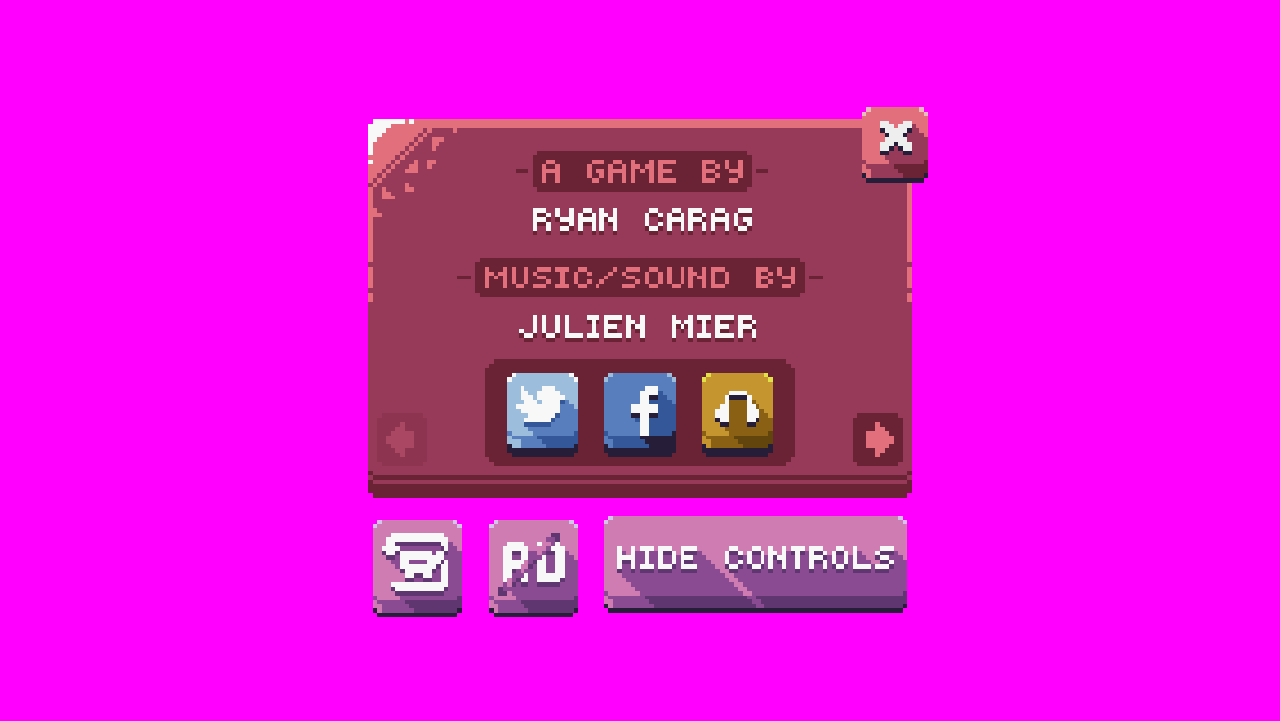 A GAME BY
RYAN CARAG
MUSIC/SOUND BY
JULIEN MIER
HIDE CONTROLS